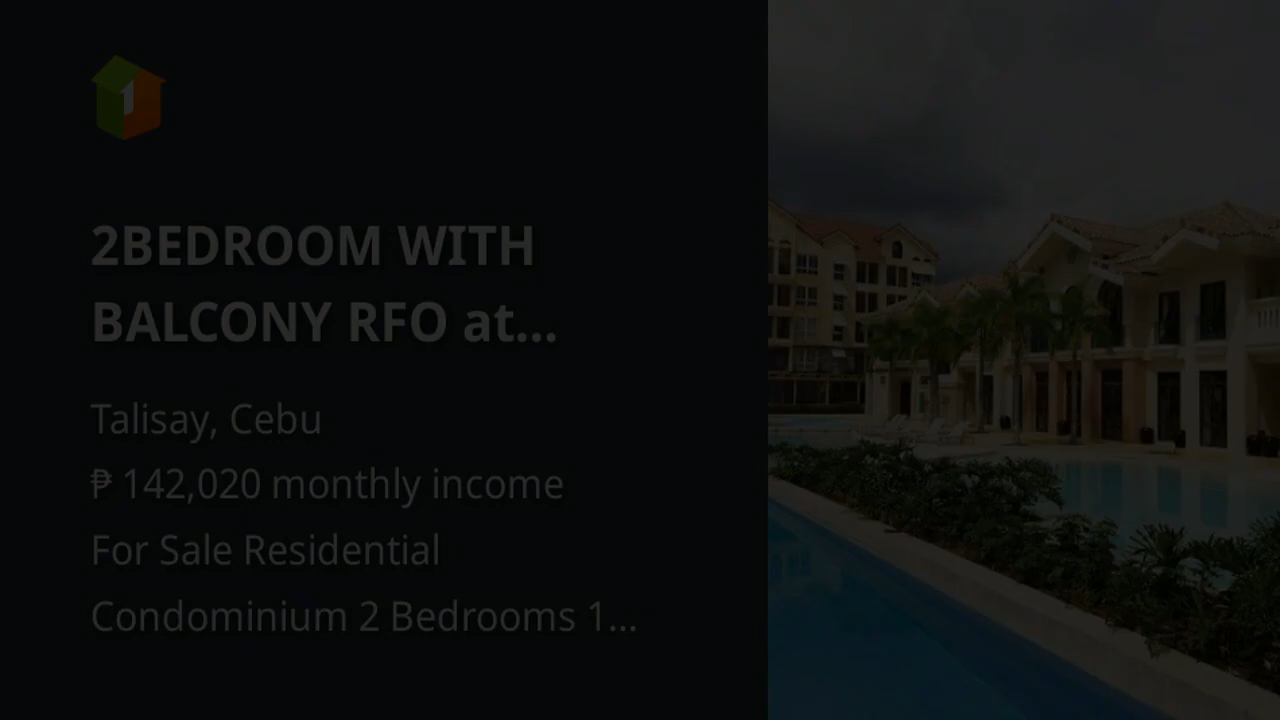 2BEDROOM WITH
BALCONY RFO at...
Talisay, Cebu
₱ 142,020 monthly income
For Sale Residential
Condominium 2 Bedrooms 1...